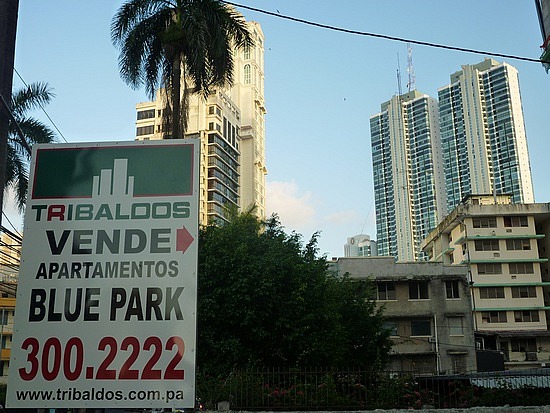 TRIBALDOS
VENDE
APARTAMENTOS
BLUE PARK
300.2222
www.tribaldos.com.pa